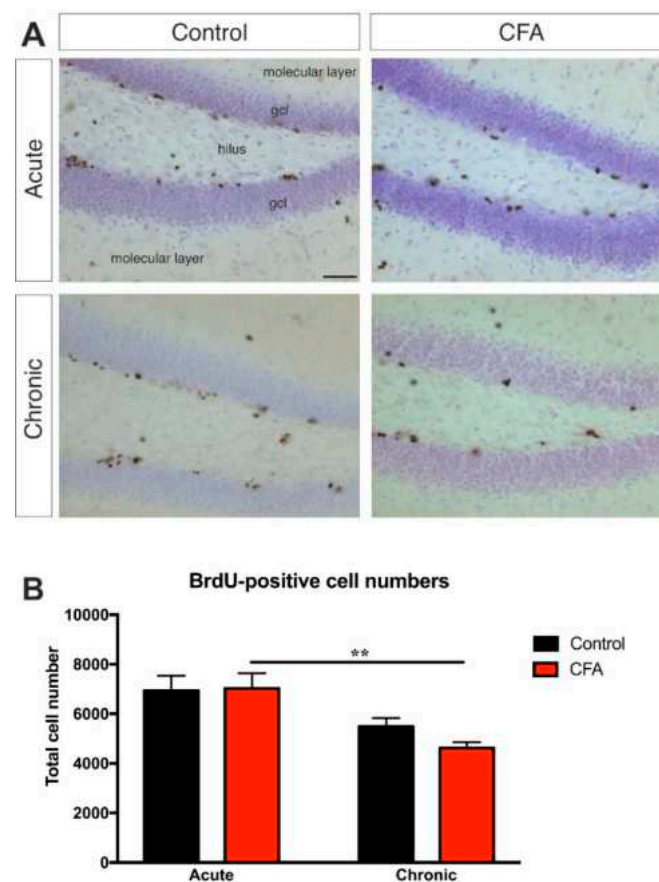 A
Control
CFA
Acute
molecular layer
gcl
hilus
gcl
molecular layer
Chronic
B
BrdU-positive cell numbers
Total cell number
10000
8000
6000
4000
2000
0
**
Acute
Chronic
Control
CFA